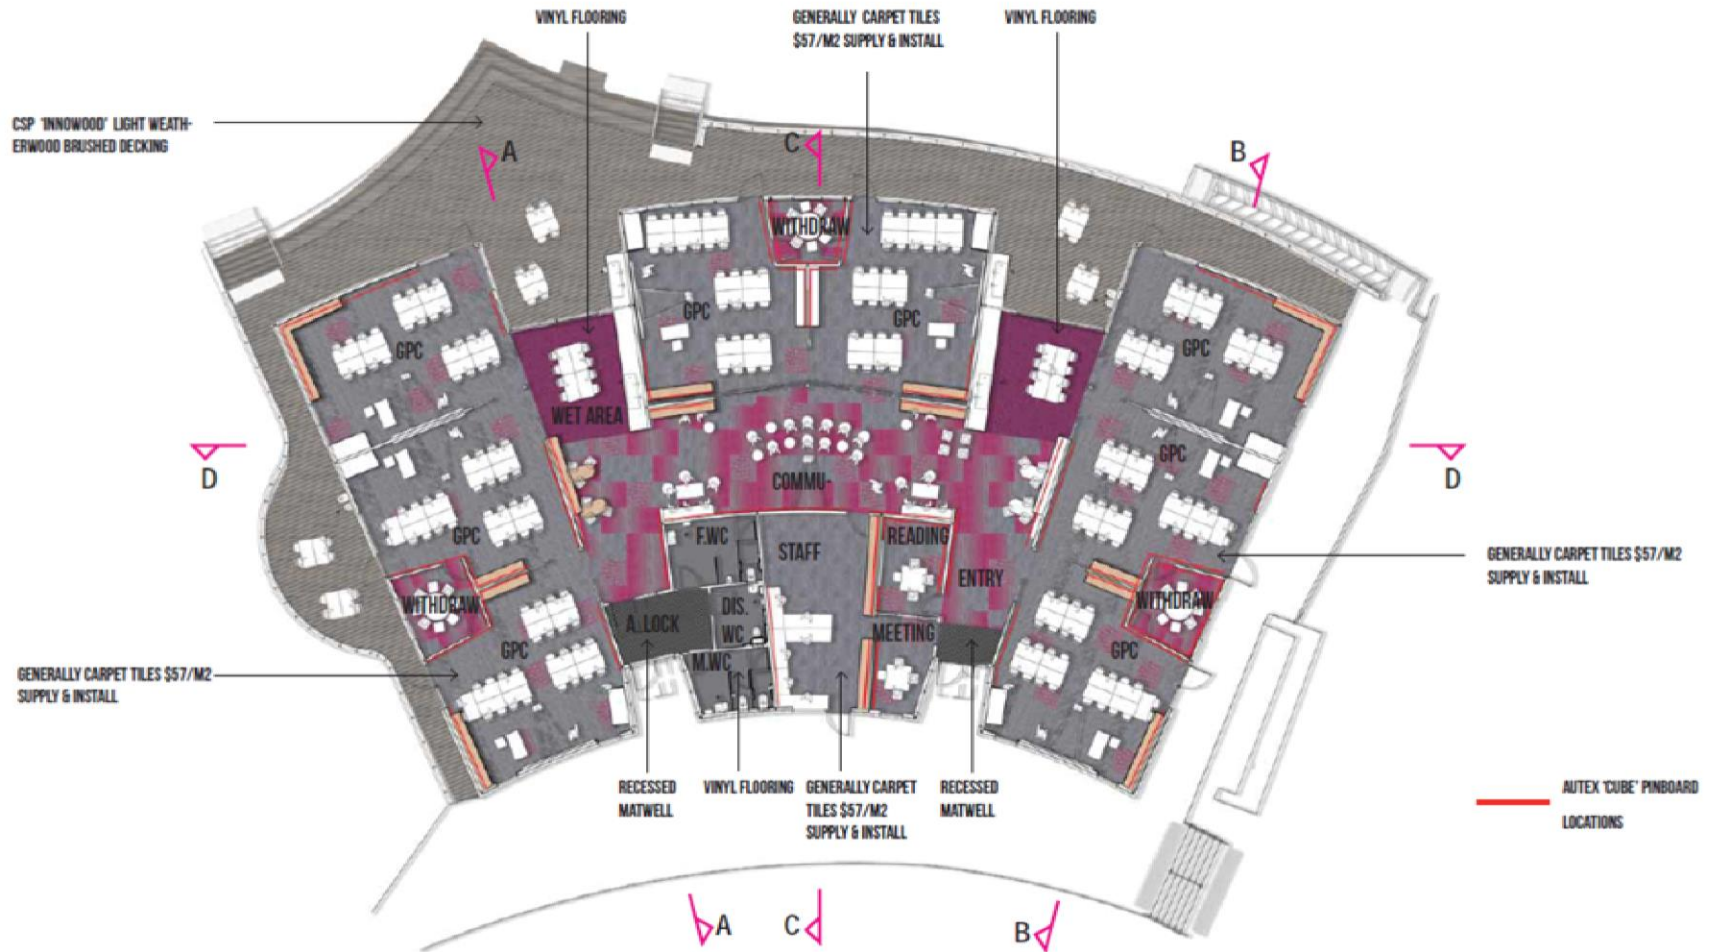 VINYL FLOORING
GENERALLY CARPET TILES
$57/M2 SUPPLY & INSTALL
VINYL FLOORING
CSP 'INNOWOOD' LIGHT WEATH-
ERWOOD BRUSHED DECKING
A
C
B
WITHDRAW
GPC
GPC
GPC
GPC
WET AREA
D
COMMU-
GPC
D
GPC
F.WC
STAFF
READING
ENTRY
GENERALLY CARPET TILES $57/M2
SUPPLY & INSTALL
WITHDRAW
A.LOCK
DIS.
WC
MEETING
WITHDRAW
GPC
M.WC
GPC
GENERALLY CARPET TILES $57/M2
SUPPLY & INSTALL
RECESSED
MATWELL
VINYL FLOORING
GENERALLY CARPET
TILES $57/M2
SUPPLY & INSTALL
RECESSED
MATWELL
AUTEX 'CUBE' PINBOARD
LOCATIONS
A
C
B